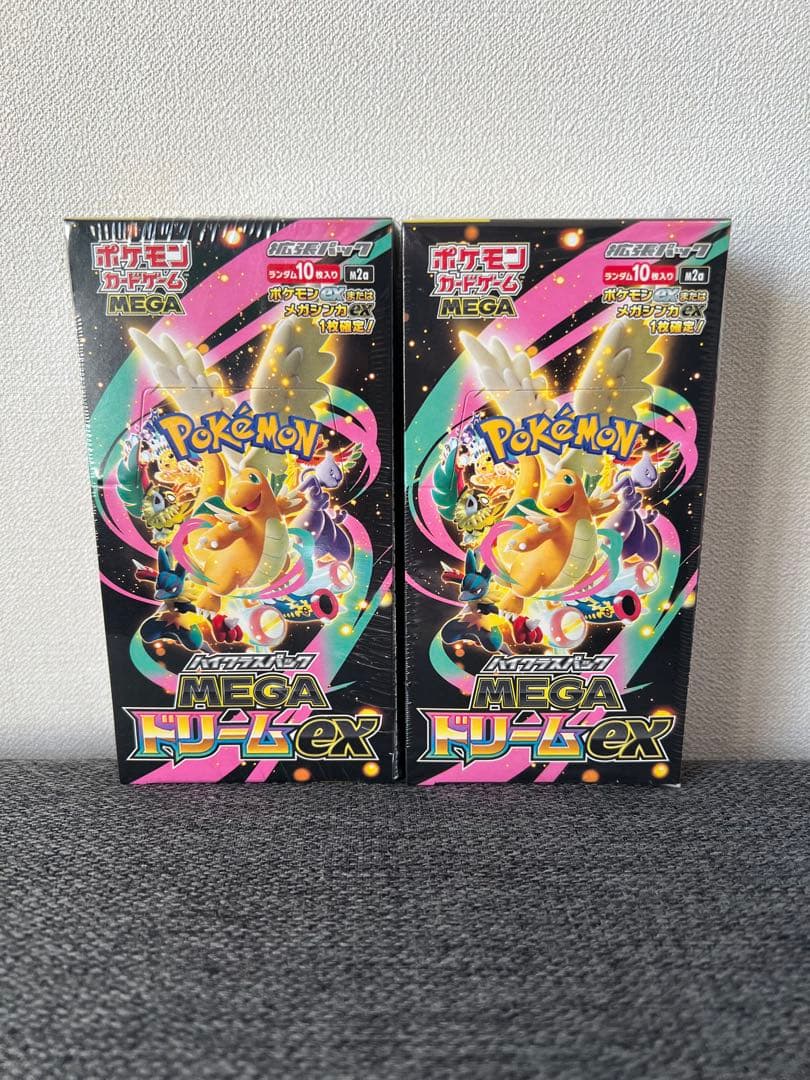 ポケモン
カードゲーム
MEGA
拡張パック
ランダム10枚入り M2a
ポケモンexまたは
メガシンカex
1枚確定!
POKéMON
ハイクラスパック
MEGA
ドリームex
ポケモン
カードゲーム
MEGA
拡張パック
ランダム10枚入り M2a
ポケモンexまたは
メガシンカex
1枚確定!
POKéMON
ハイクラスパック
MEGA
ドリームex